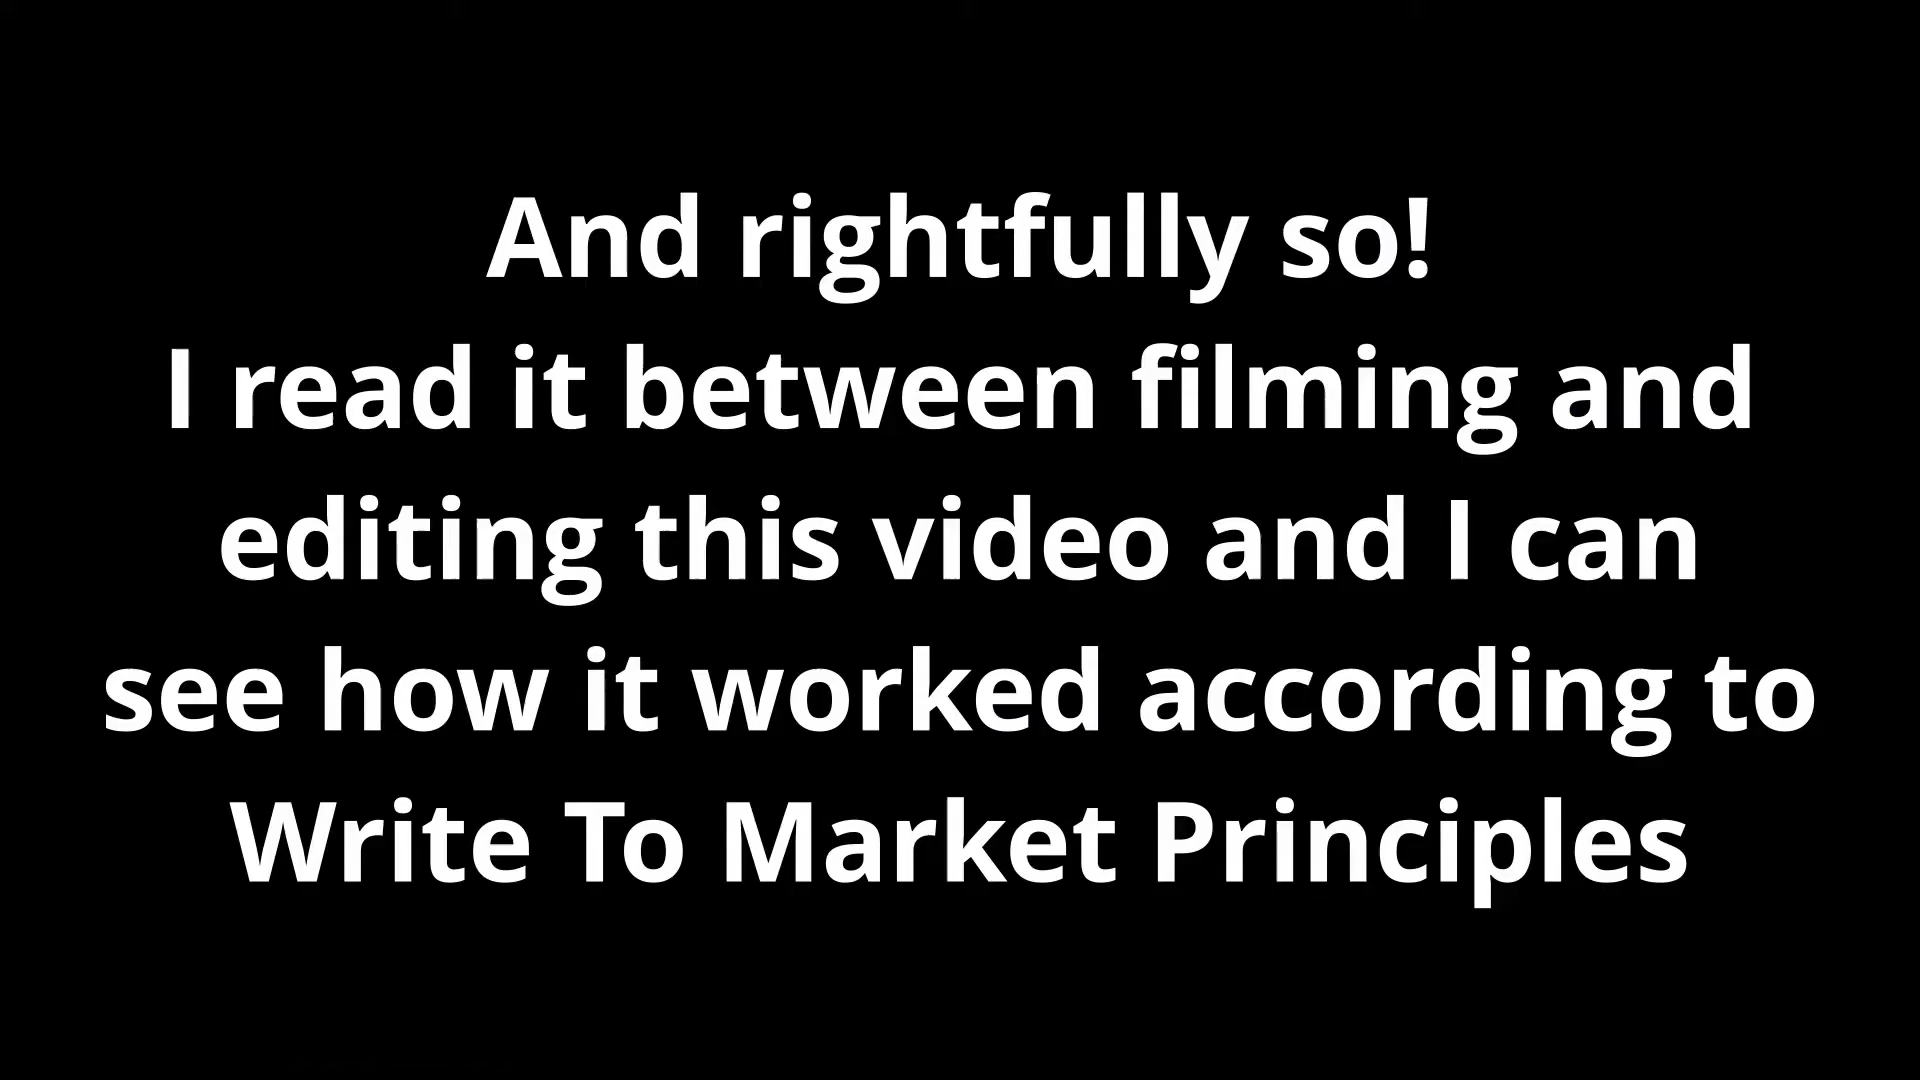 And rightfully so!
I read it between filming and
editing this video and I can
see how it worked according to
Write To Market Principles